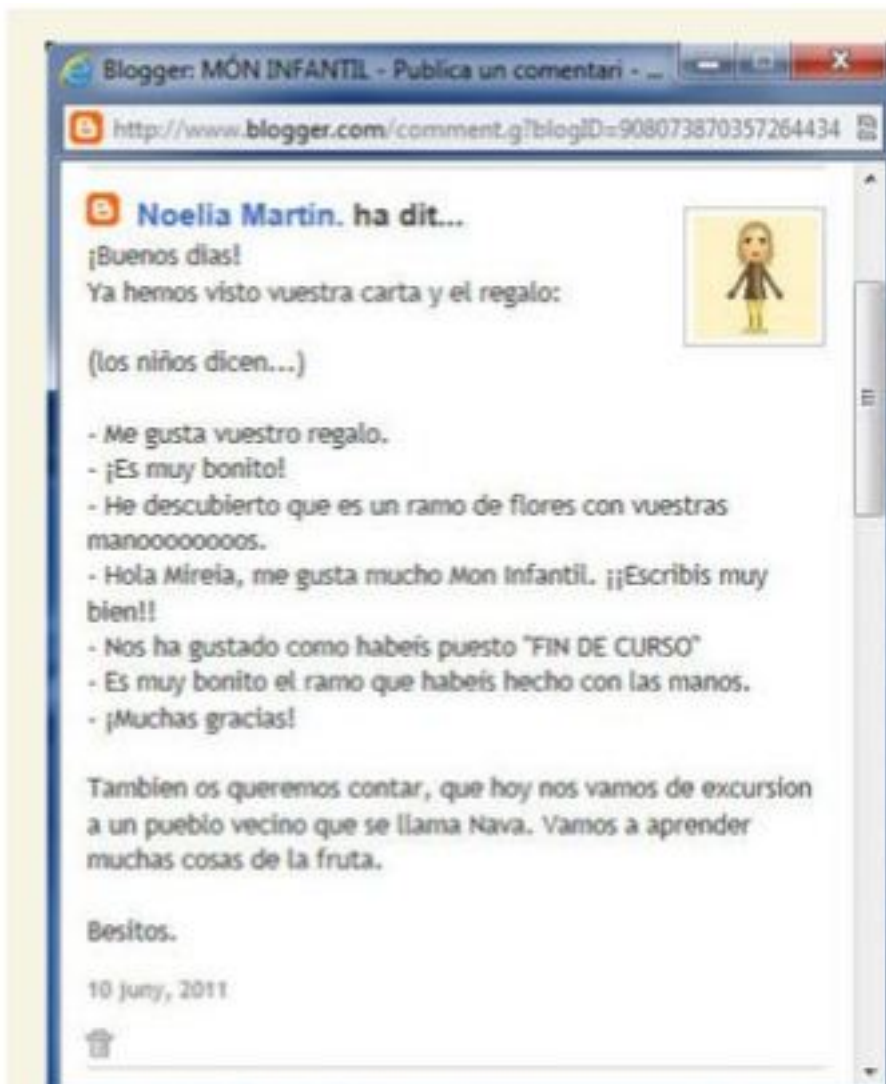 Blogger: MÓN INFANTIL - Publica un comentari - ...
http://www.blogger.com/comment.g?blogID=908073870357264434
Noelia Martin. ha dit...
¡Buenos dias!
Ya hemos visto vuestra carta y el regalo:
(los niños dicen...)
- Me gusta vuestro regalo.
- ¡Es muy bonito!
- He descubierto que es un ramo de flores con vuestras
manooooooooos.
- Hola Mireia, me gusta mucho Mon Infantil. ¡¡Escribis muy
bien!!
- Nos ha gustado como habeís puesto "FIN DE CURSO"
- Es muy bonito el ramo que habeís hecho con las manos.
- ¡Muchas gracias!
Tambien os queremos contar, que hoy nos vamos de excursion
a un pueblo vecino que se llama Nava. Vamos a aprender
muchas cosas de la fruta.
Besitos.
10 juny, 2011